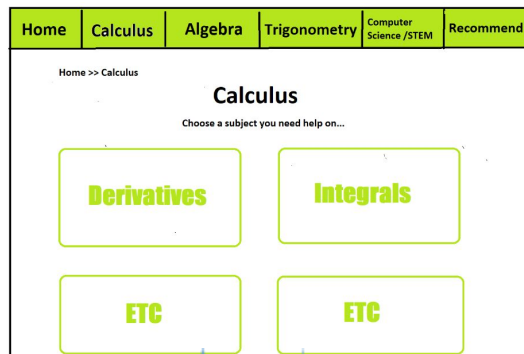 Home Calculus Algebra Trigonometry Computer Science /STEM Recommend
Home >> Calculus
Calculus
Choose a subject you need help on...
Derivatives Integrals
ETC ETC